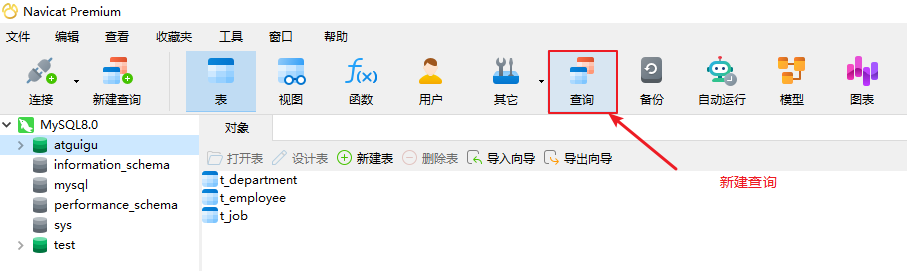 Navicat Premium
文件 编辑 查看 收藏夹 工具 窗口 帮助
连接 新建查询 表 视图 函数 用户 其它 查询 备份 自动运行 模型 图表
f(x)
MySQL8.0
atguigu
information_schema
mysql
performance_schema
sys
test
对象
打开表 设计表 新建表 删除表 导入向导 导出向导
t_department
t_employee
t_job
新建查询